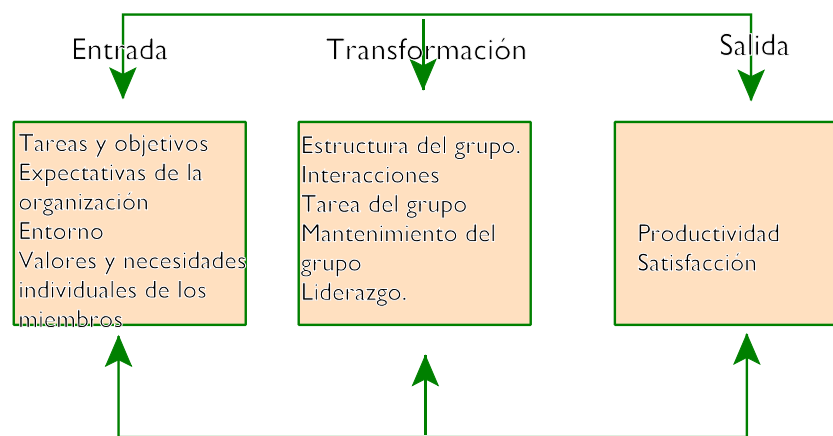 Entrada
Transformación
Salida
Tareas y objetivos
Expectativas de la
organización
Entorno
Valores y necesidades
individuales de los
miembros
Estructura del grupo.
Interacciones
Tarea del grupo
Mantenimiento del
grupo
Liderazgo.
Productividad
Satisfacción